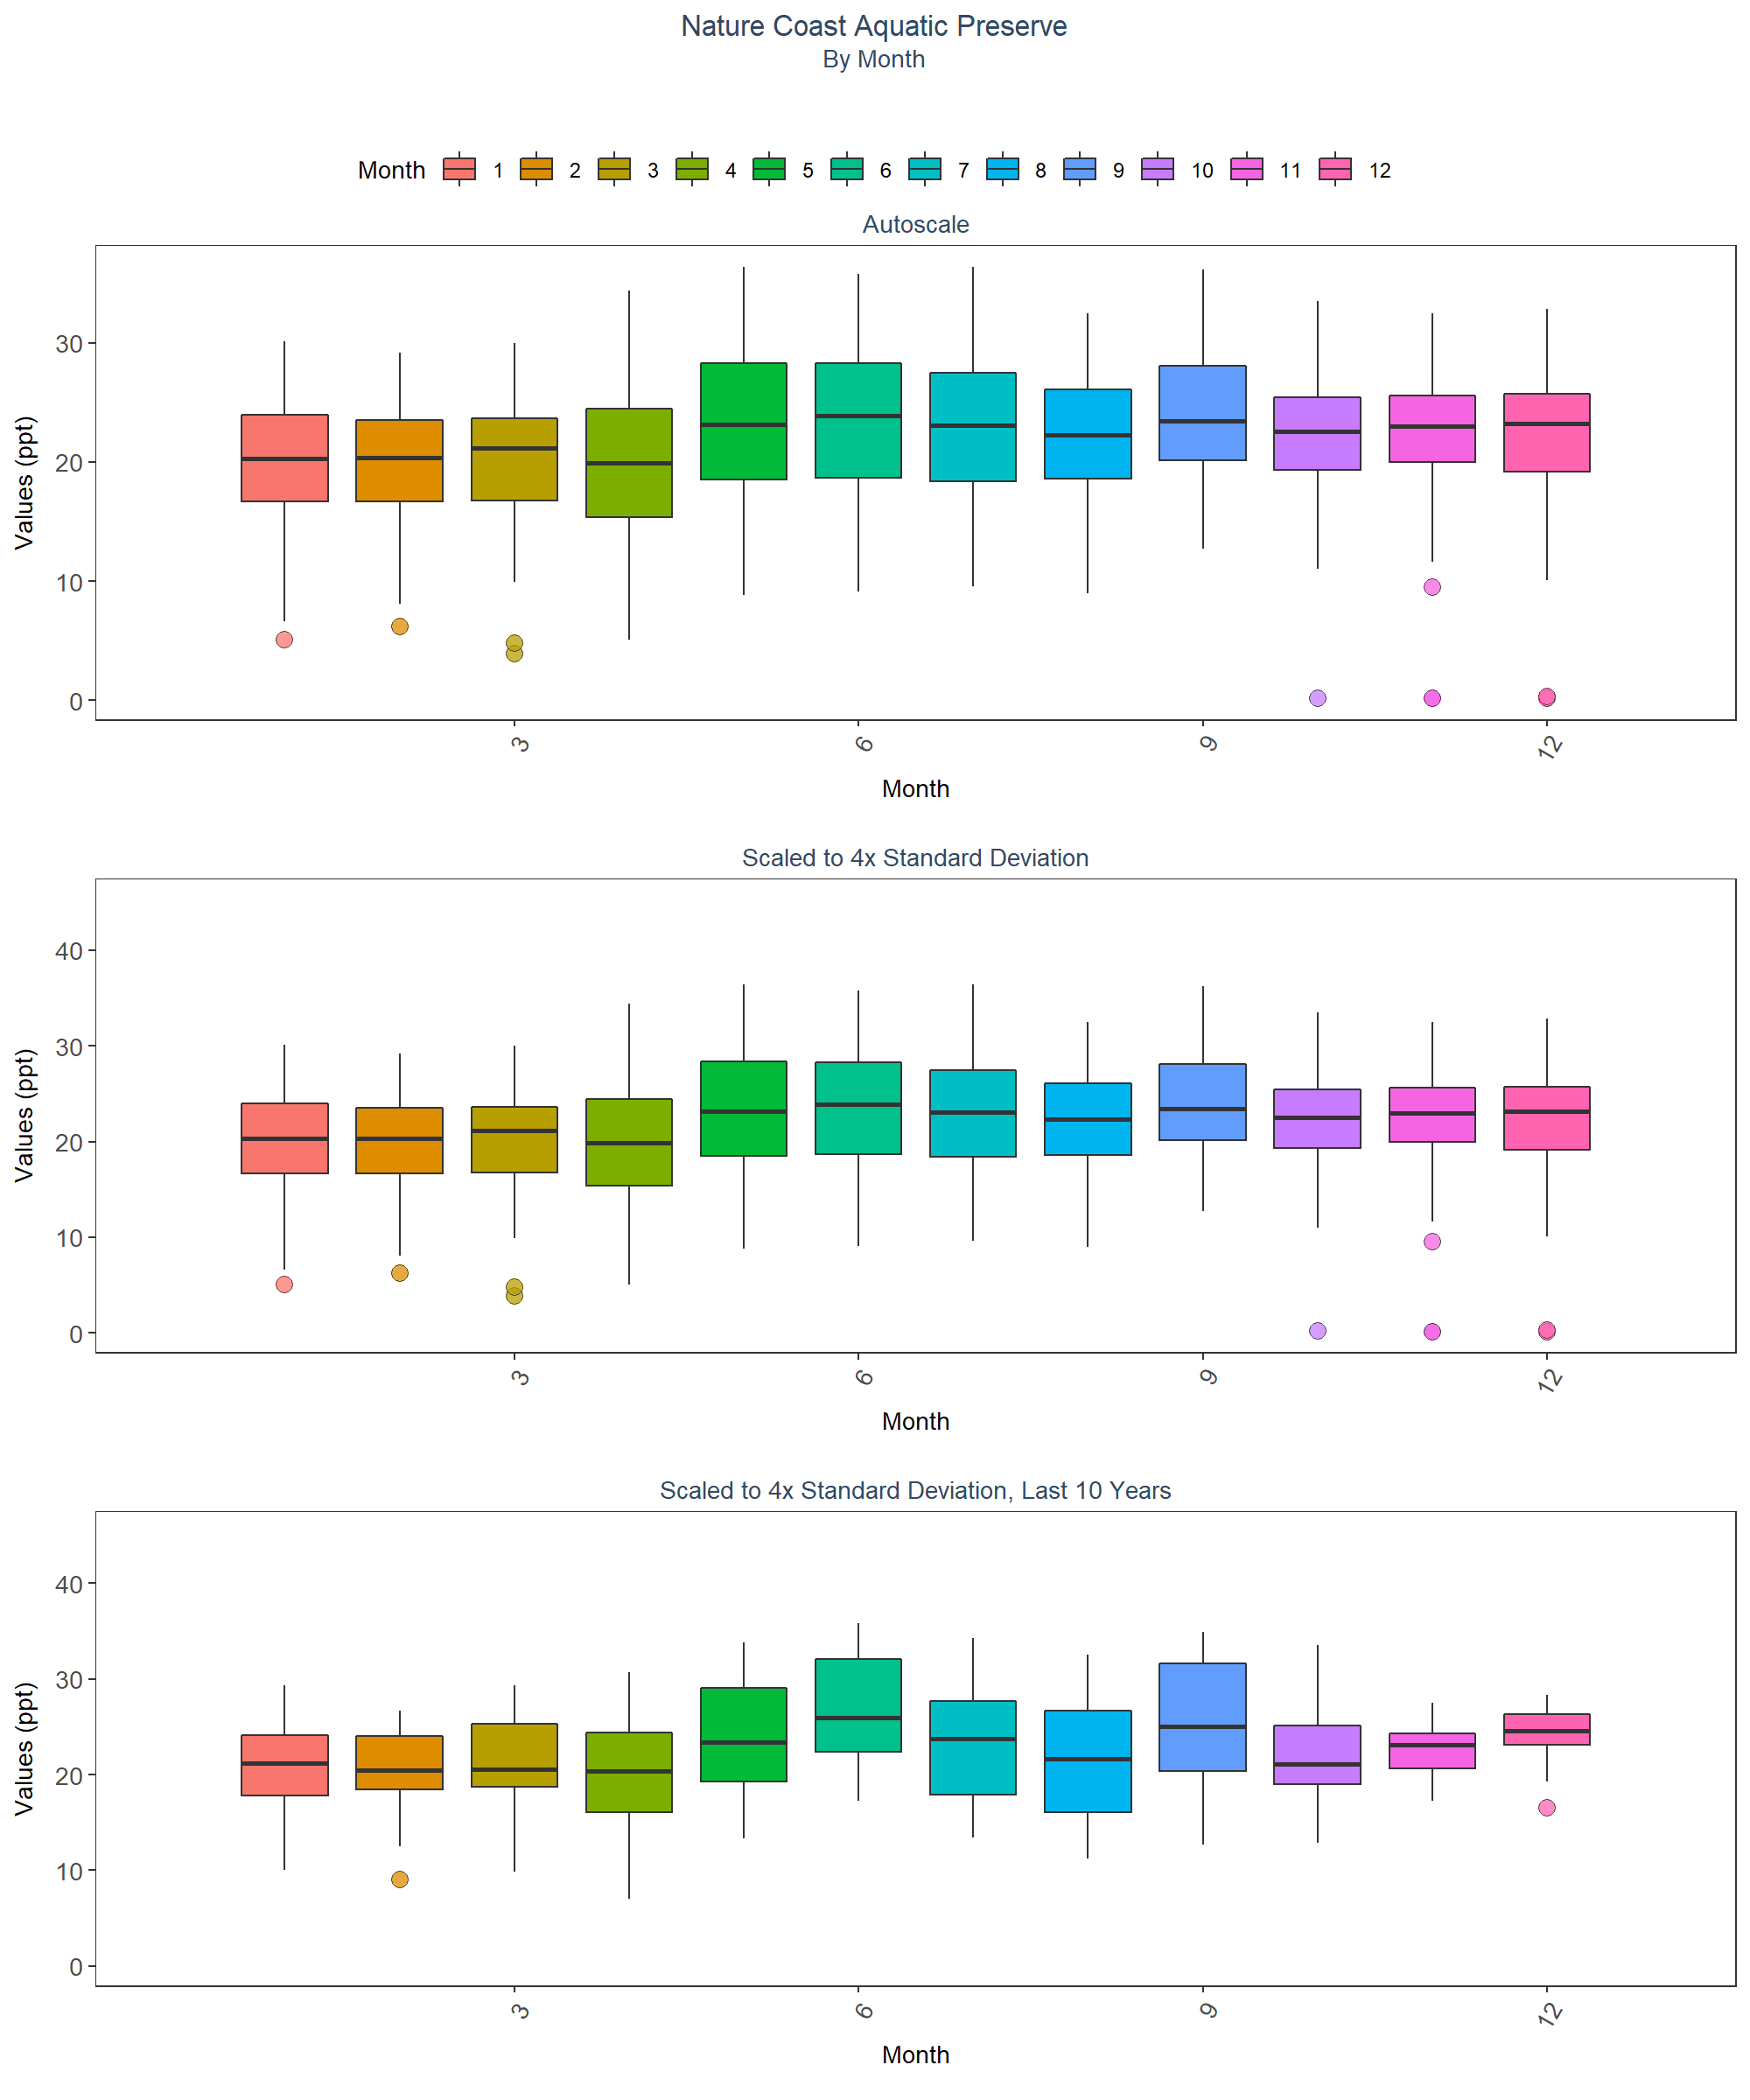 Nature Coast Aquatic Preserve
By Month
Month 1 2 3 4 5 6 7 8 9 10 11 12
Autoscale
Values (ppt)
30
20
10
0
3 6 9 12
Month
Scaled to 4x Standard Deviation
Values (ppt)
40
30
20
10
0
3 6 9 12
Month
Scaled to 4x Standard Deviation, Last 10 Years
Values (ppt)
40
30
20
10
0
3 6 9 12
Month